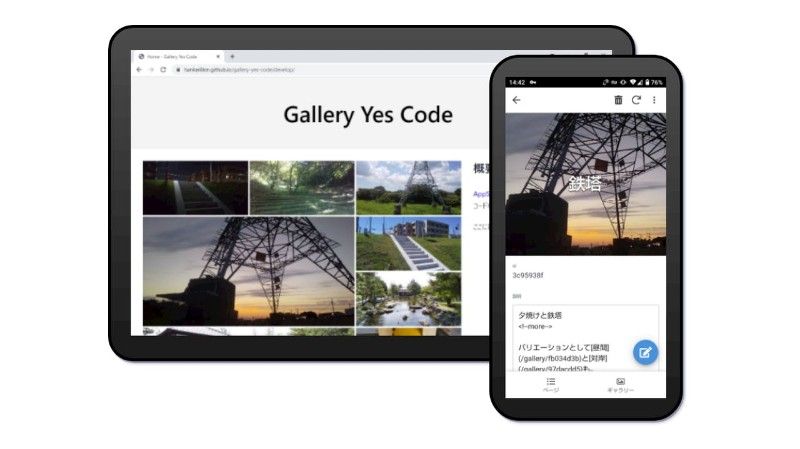 Home - Gallery Yes Code
hankeiken.github.io/gallery-yes-code/develop/
Gallery Yes Code
概要
AppS
コード
14:42
76%
鉄塔
id
3c95938f
説明
夕焼けと鉄塔
<!--more-->
バリエーションとして[昼間]
(/gallery/fb034d3b)と[対岸]
(/gallery/97dacdd5)も。
ページ
ギャラリー